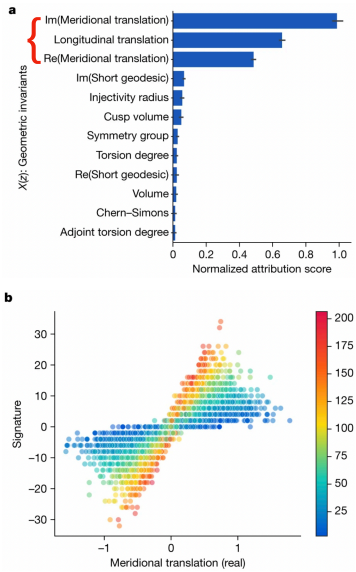 a
Im(Meridional translation)
Longitudinal translation
Re(Meridional translation)
Im(Short geodesic)
Injectivity radius
Cusp volume
Symmetry group
Torsion degree
Re(Short geodesic)
Volume
Chern–Simons
Adjoint torsion degree
X(z): Geometric invariants
0 0.2 0.4 0.6 0.8 1.0
Normalized attribution score
b
30
20
10
0
−10
−20
−30
Signature
−1 0 1
Meridional translation (real)
200
175
150
125
100
75
50
25